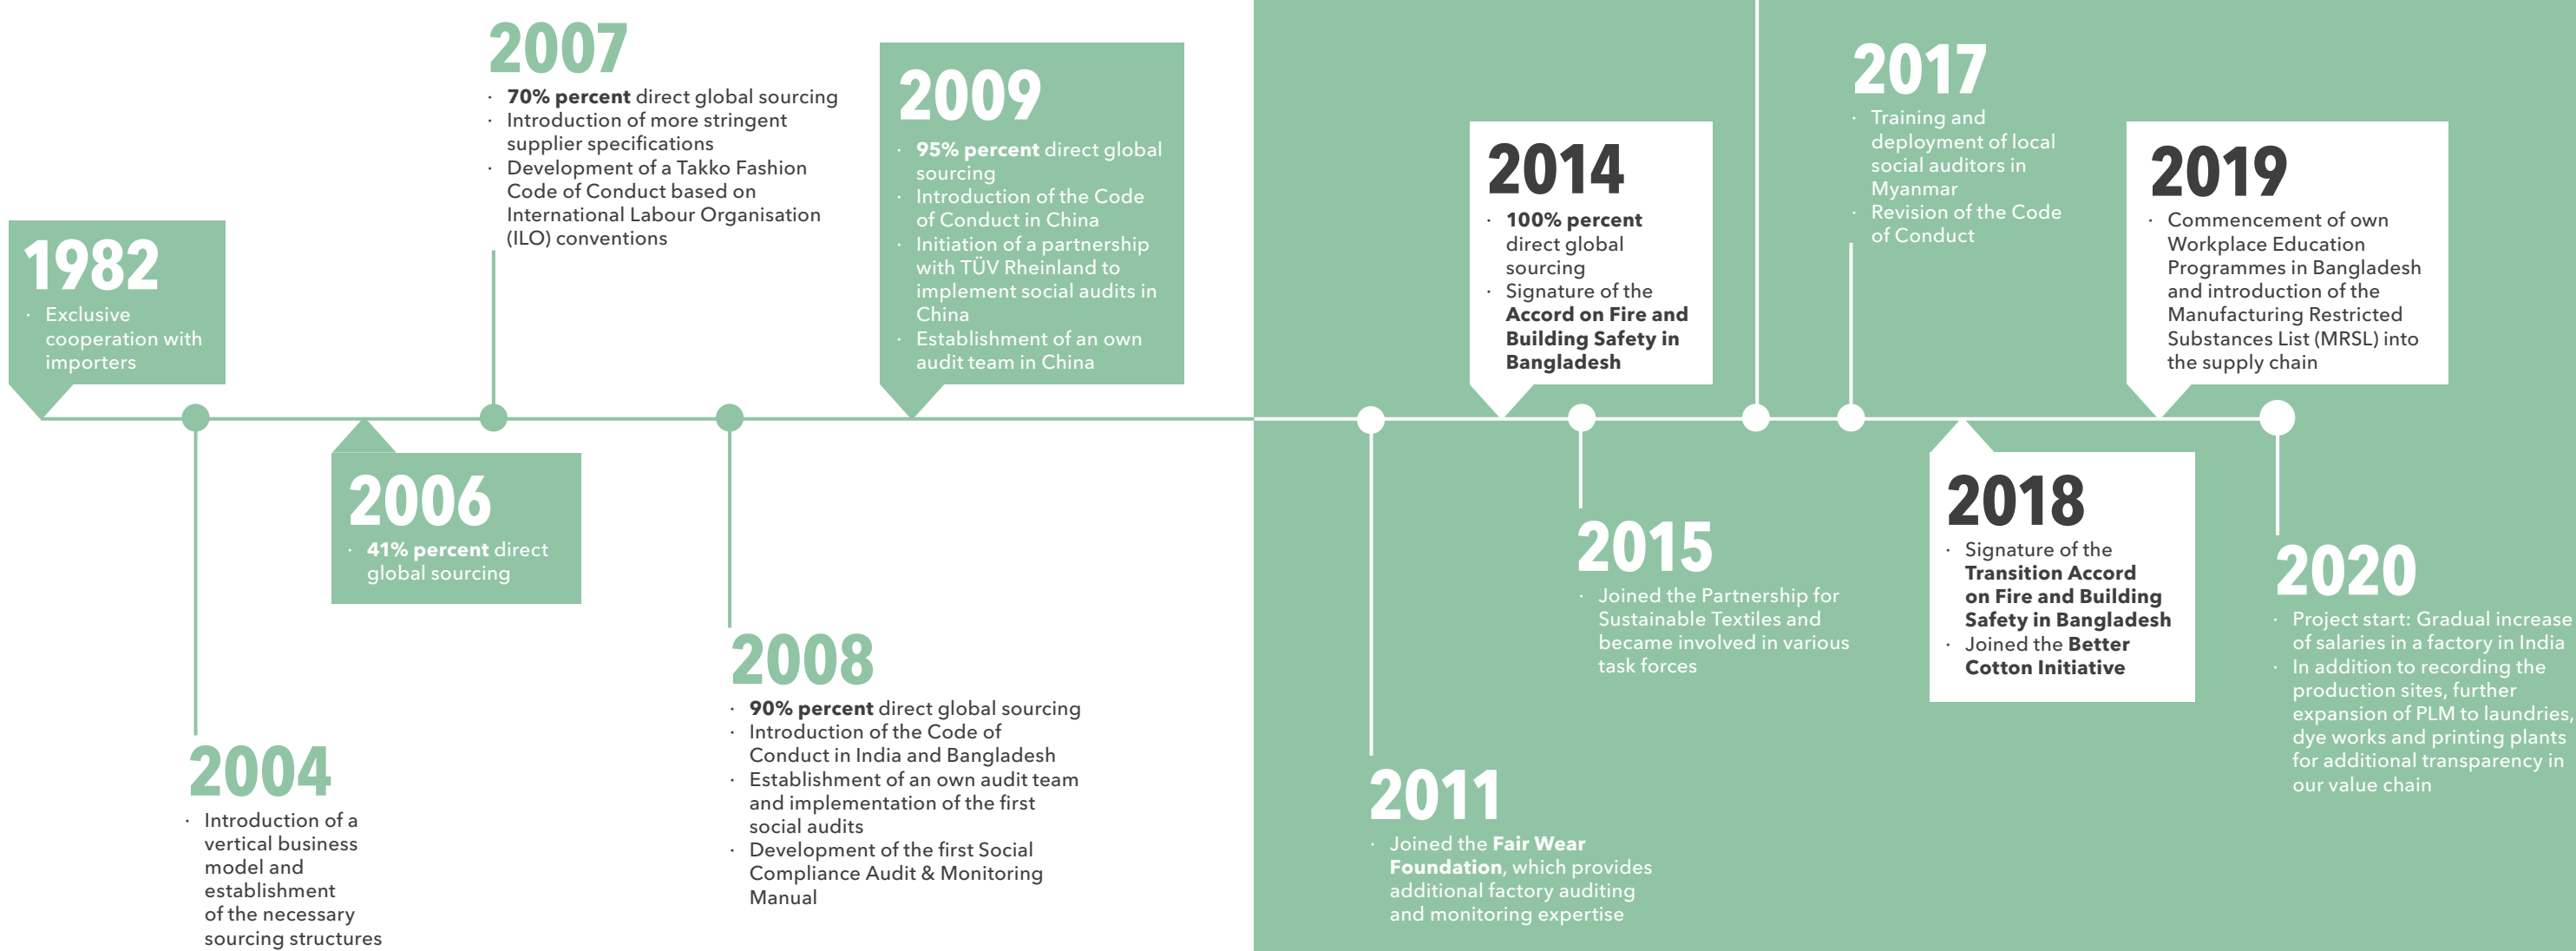 1982
· Exclusive
cooperation with
importers
2004
· Introduction of a
vertical business
model and
establishment
of the necessary
sourcing structures
2006
· 41% percent direct
global sourcing
2007
· 70% percent direct global sourcing
· Introduction of more stringent
supplier specifications
· Development of a Takko Fashion
Code of Conduct based on
International Labour Organisation
(ILO) conventions
2008
· 90% percent direct global sourcing
· Introduction of the Code of
Conduct in India and Bangladesh
· Establishment of an own audit team
and implementation of the first
social audits
· Development of the first Social
Compliance Audit & Monitoring
Manual
2009
· 95% percent direct global
sourcing
· Introduction of the Code
of Conduct in China
· Initiation of a partnership
with TÜV Rheinland to
implement social audits in
China
· Establishment of an own
audit team in China
2011
· Joined the Fair Wear
Foundation, which provides
additional factory auditing
and monitoring expertise
2014
· 100% percent
direct global
sourcing
· Signature of the
Accord on Fire and
Building Safety in
Bangladesh
2015
· Joined the Partnership for
Sustainable Textiles and
became involved in various
task forces
2017
· Training and
deployment of local
social auditors in
Myanmar
· Revision of the Code
of Conduct
2018
· Signature of the
Transition Accord
on Fire and Building
Safety in Bangladesh
· Joined the Better
Cotton Initiative
2019
· Commencement of own
Workplace Education
Programmes in Bangladesh
and introduction of the
Manufacturing Restricted
Substances List (MRSL) into
the supply chain
2020
· Project start: Gradual increase
of salaries in a factory in India
· In addition to recording the
production sites, further
expansion of PLM to laundries,
dye works and printing plants
for additional transparency in
our value chain